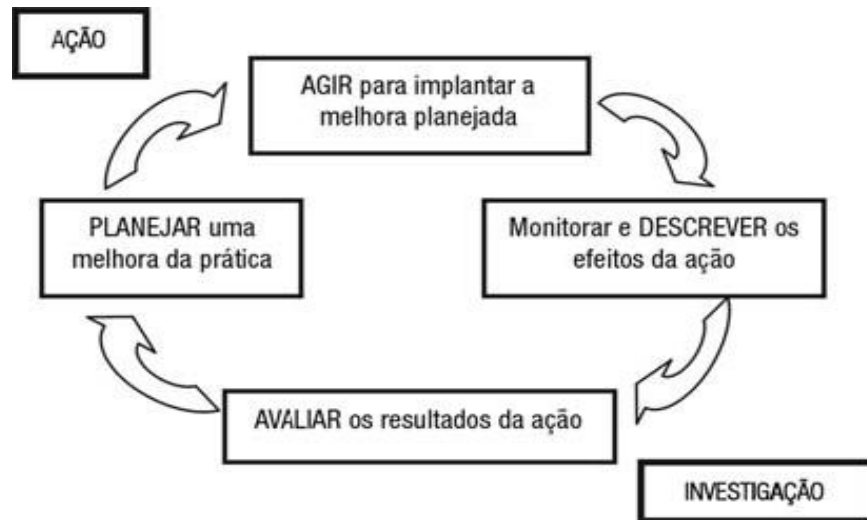 AÇÃO
AGIR para implantar a
melhora planejada
PLANEJAR uma
melhora da prática
Monitorar e DESCREVER os
efeitos da ação
AVALIAR os resultados da ação
INVESTIGAÇÃO